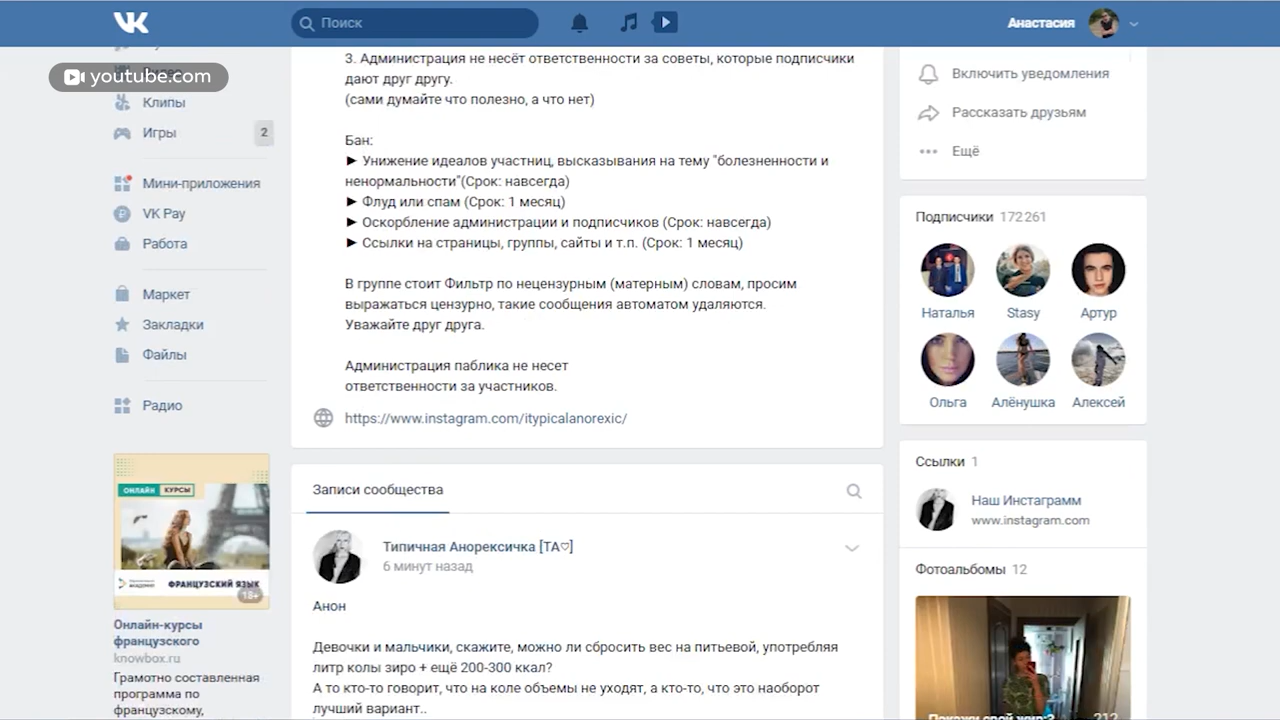 VK
Поиск
Анастасия
youtube.com
Клипы
Игры
2
Мини-приложения
VK Pay
Работа
Маркет
Закладки
Файлы
Радио
ОНЛАЙН КУРСЫ
ФРАНЦУЗСКИЙ ЯЗЫК
18+
Онлайн-курсы
французского
knowbox.ru
Грамотно составленная
программа по
французскому,
3. Администрация не несёт ответственности за советы, которые подписчики
дают друг другу.
(сами думайте что полезно, а что нет)
Бан:
► Унижение идеалов участниц, высказывания на тему "болезненности и
ненормальности"(Срок: навсегда)
► Флуд или спам (Срок: 1 месяц)
► Оскорбление администрации и подписчиков (Срок: навсегда)
► Ссылки на страницы, группы, сайты и т.п. (Срок: 1 месяц)
В группе стоит Фильтр по нецензурным (матерным) словам, просим
выражаться цензурно, такие сообщения автоматом удаляются.
Уважайте друг друга.
Администрация паблика не несет
ответственности за участников.
https://www.instagram.com/itypicalanorexic/
Записи сообщества
Типичная Анорексичка [ТА♡]
6 минут назад
Анон
Девочки и мальчики, скажите, можно ли сбросить вес на питьевой, употребляя
литр колы зиро + ещё 200-300 ккал?
А то кто-то говорит, что на коле объемы не уходят, а кто-то, что это наоборот
лучший вариант..
Включить уведомления
Рассказать друзьям
Ещё
Подписчики 172 261
Наталья Stasy Артур
Ольга Алёнушка Алексей
Ссылки 1
Наш Инстаграмм
www.instagram.com
Фотоальбомы 12
Покажи свой жир:3 212